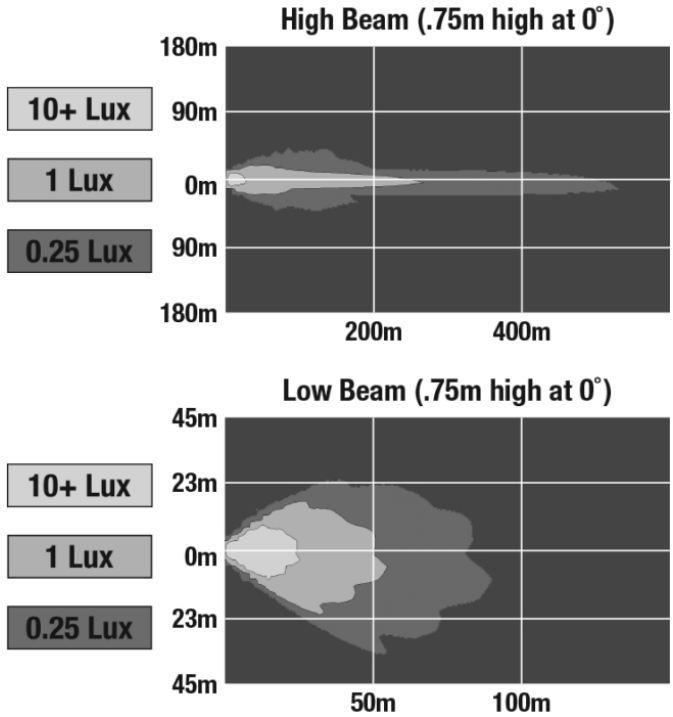 High Beam (.75m high at 0˚)
180m
10+ Lux
90m
1 Lux
0m
0.25 Lux
90m
180m
200m 400m
Low Beam (.75m high at 0˚)
45m
10+ Lux
23m
1 Lux
0m
0.25 Lux
23m
45m
50m 100m